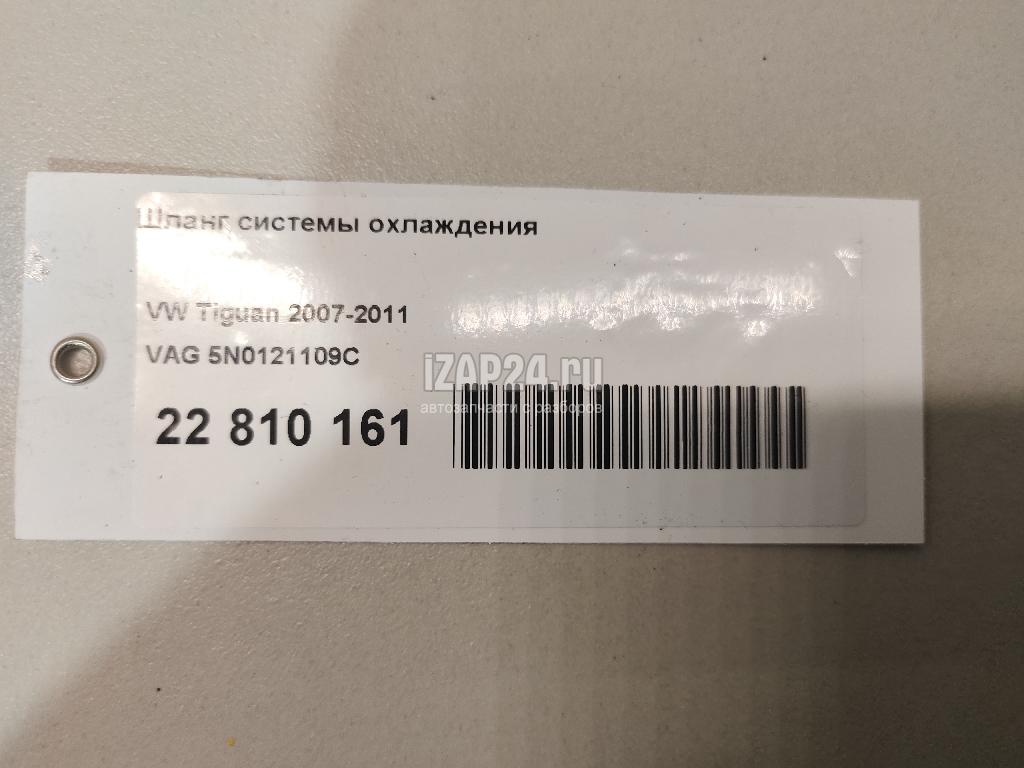 Шланг системы охлаждения
VW Tiguan 2007-2011
VAG 5N0121109C
iZAP24.ru
автозапчасти с разборов
22 810 161